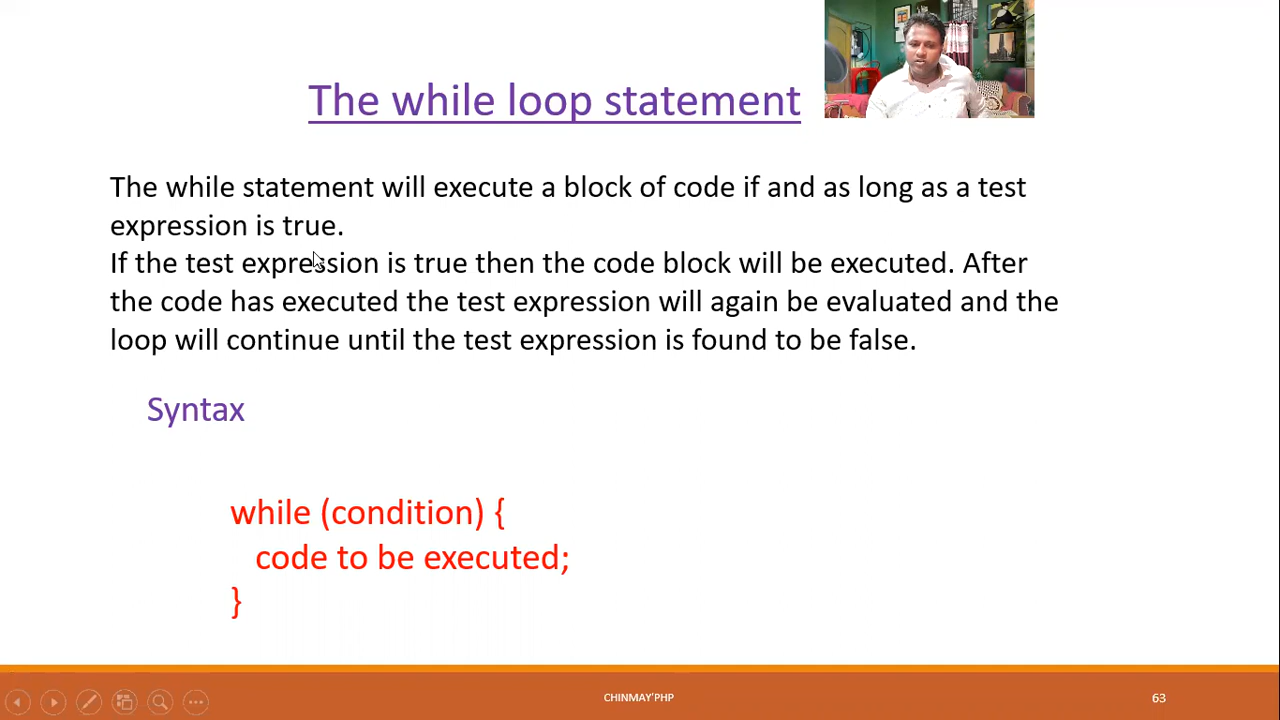 The while loop statement
The while statement will execute a block of code if and as long as a test
expression is true.
If the test expression is true then the code block will be executed. After
the code has executed the test expression will again be evaluated and the
loop will continue until the test expression is found to be false.
Syntax
while (condition) {
code to be executed;
}
CHINMAY'PHP
63